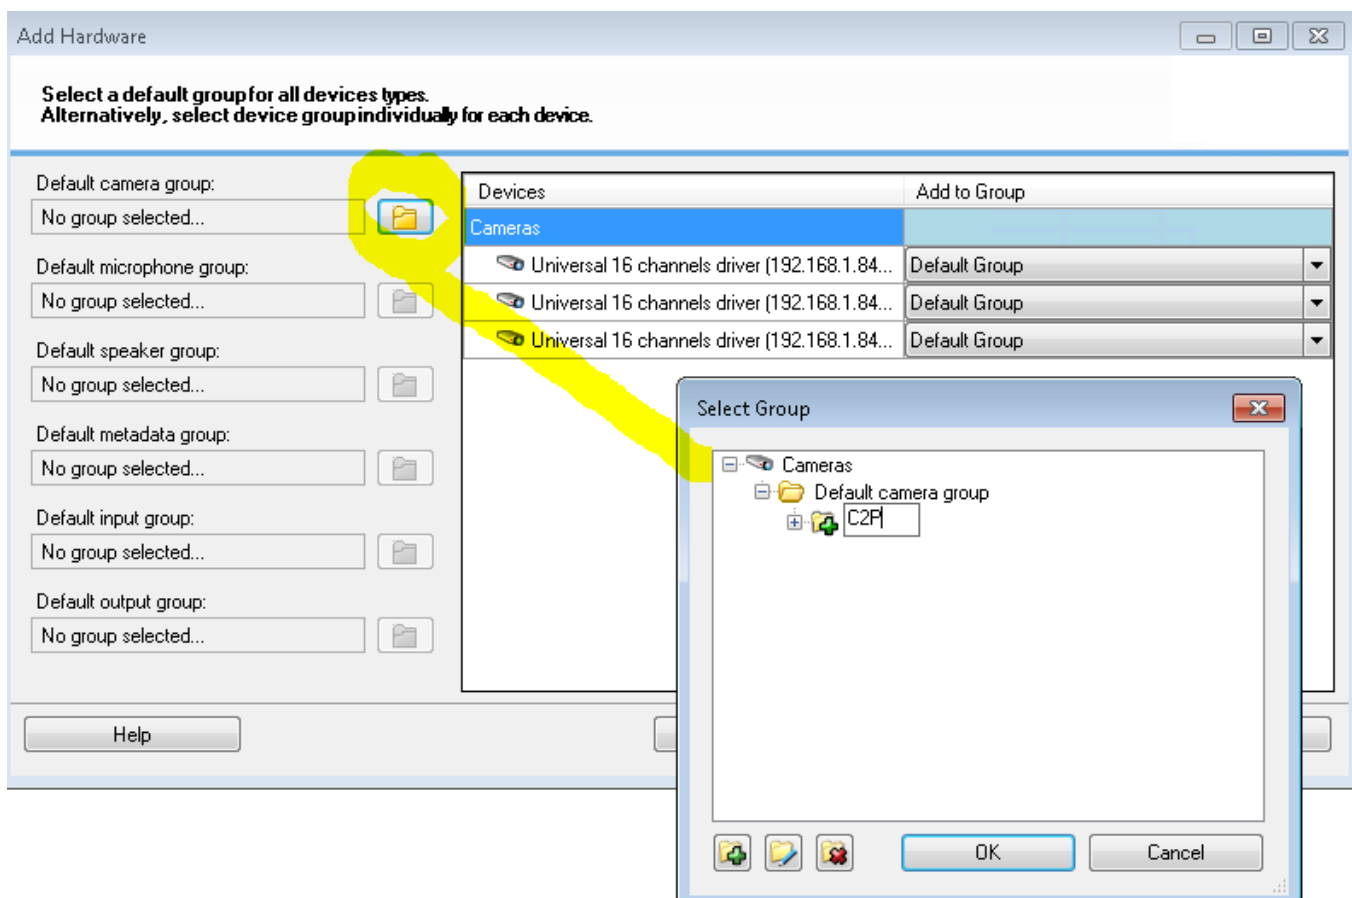 Add Hardware
Select a default group for all devices types.
Alternatively, select device group individually for each device.
Default camera group:
No group selected...
Default microphone group:
No group selected...
Default speaker group:
No group selected...
Default metadata group:
No group selected...
Default input group:
No group selected...
Default output group:
No group selected...
Devices Add to Group
Cameras
Universal 16 channels driver (192.168.1.84... Default Group
Universal 16 channels driver (192.168.1.84... Default Group
Universal 16 channels driver (192.168.1.84... Default Group
Help
Select Group
Cameras
Default camera group
C2P
OK Cancel